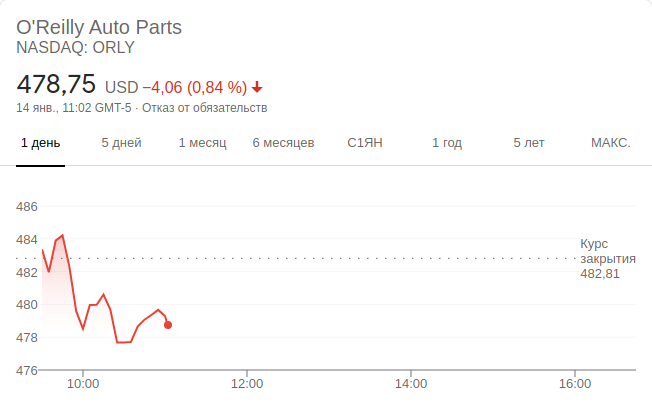 O'Reilly Auto Parts
NASDAQ: ORLY
478,75 USD −4,06 (0,84 %)
14 янв., 11:02 GMT-5 · Отказ от обязательств
1 день 5 дней 1 месяц 6 месяцев С1ЯН 1 год 5 лет МАКС.
486
484
Курс
закрытия
482,81
482
480
478
476
10:00 12:00 14:00 16:00